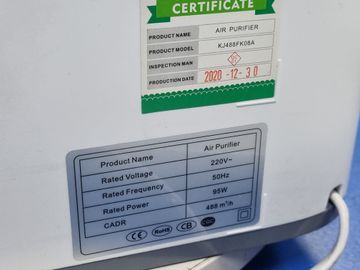 CERTIFICATE
PRODUCT NAME AIR PURIFIER
PRODUCT MODEL KJ488FK08A
INSPECTION MAN
PRODUCTION DATE 2020-12-30
Product Name Air Purifier
Rated Voltage 220V~
Rated Frequency 50Hz
Rated Power 95W
CADR 488 m³/h
CE RoHS CB